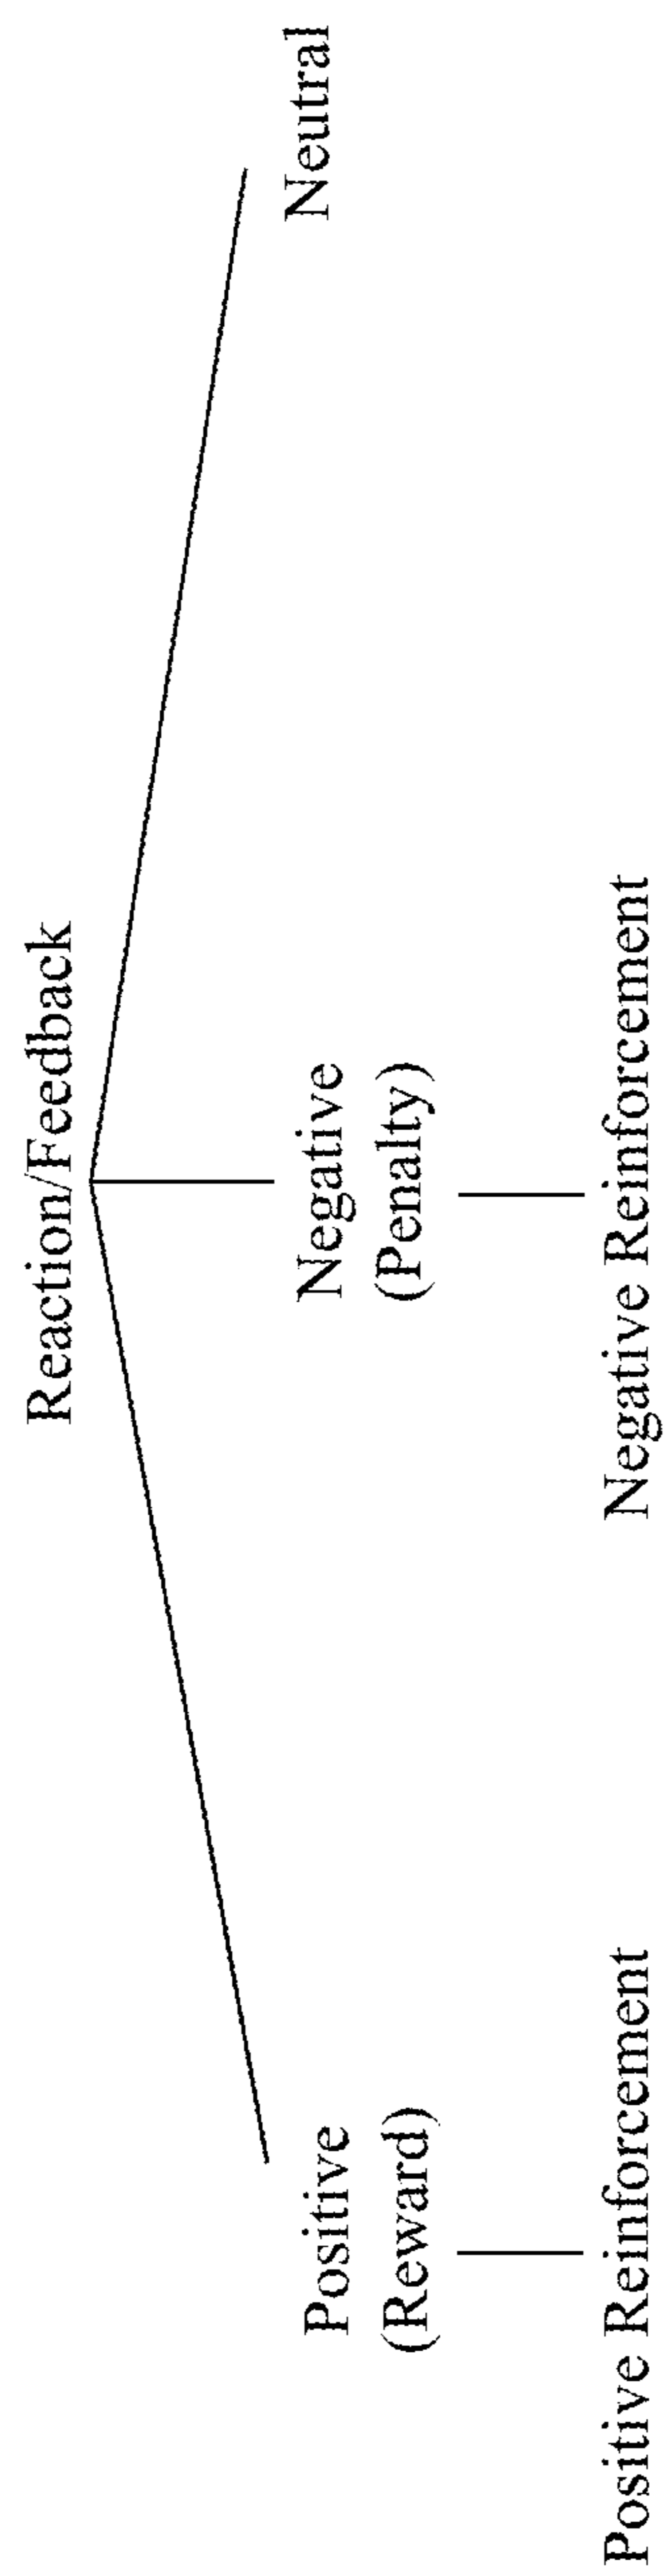 Reaction/Feedback
Positive
(Reward)
Negative
(Penalty)
Neutral
Positive Reinforcement
Negative Reinforcement